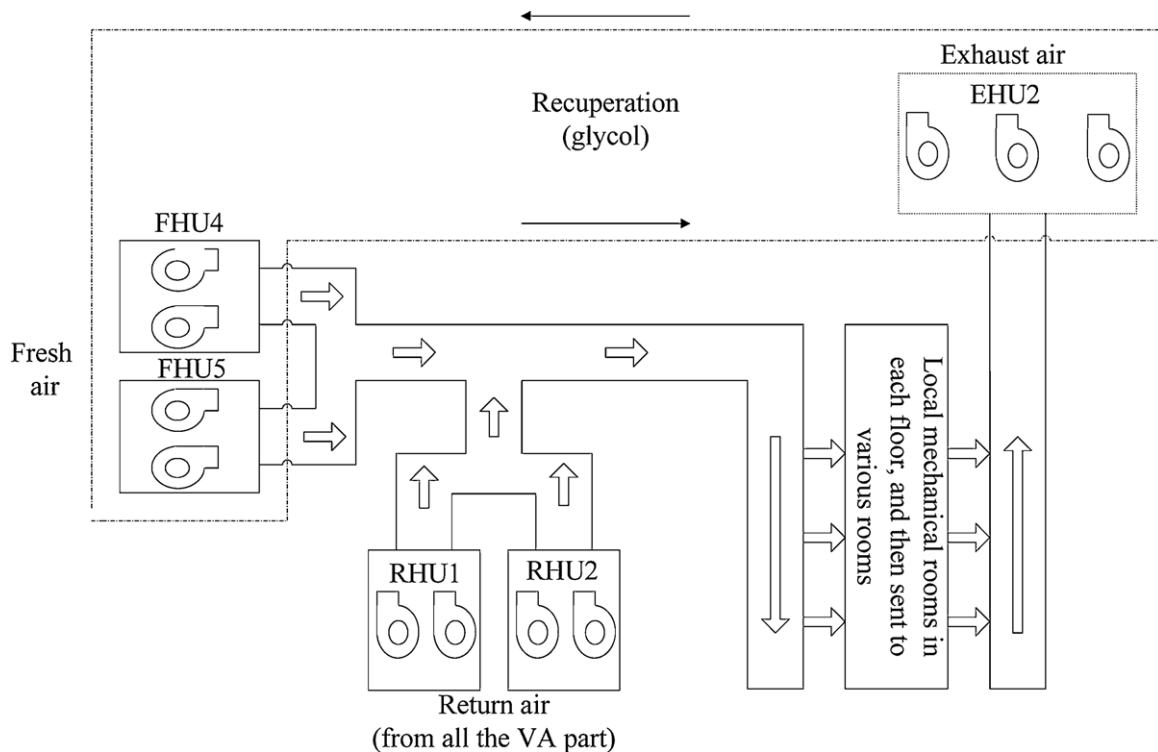 Exhaust air
EHU2
Recuperation
(glycol)
FHU4
Fresh
air
FHU5
Local mechanical rooms in
each floor, and then sent to
various rooms
RHU1
RHU2
Return air
(from all the VA part)